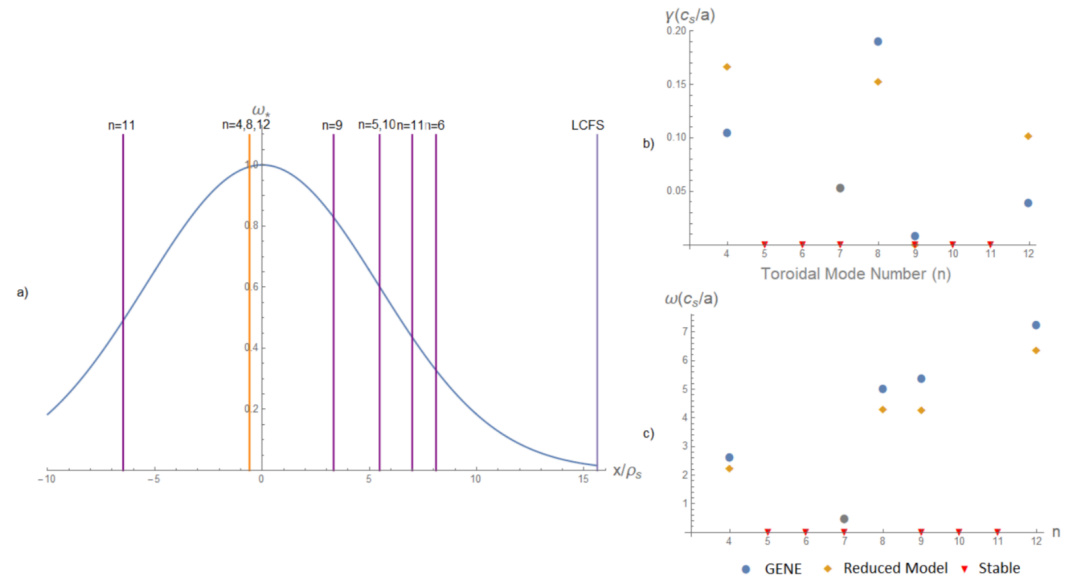 a)
ω*
n=11
n=4,8,12
n=9
n=5,10
n=11
n=6
LCFS
1.0
0.8
0.6
0.4
0.2
-10
-5
0
5
10
15
x/ρs
γ(cs/a)
b)
0.20
0.15
0.10
0.05
4 5 6 7 8 9 10 11 12
Toroidal Mode Number (n)
ω(cs/a)
c)
7
6
5
4
3
2
1
4 5 6 7 8 9 10 11 12
n
GENE Reduced Model Stable